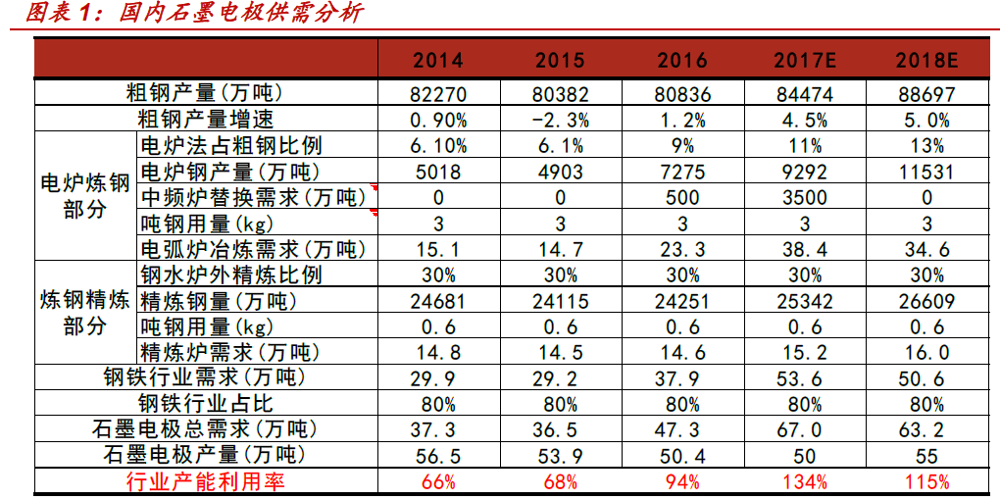 图表 1：国内石墨电极供需分析
2014 2015 2016 2017E 2018E
粗钢产量(万吨) 82270 80382 80836 84474 88697
粗钢产量增速 0.90% -2.3% 1.2% 4.5% 5.0%
电炉炼钢部分
电炉法占粗钢比例 6.10% 6.1% 9% 11% 13%
电炉钢产量(万吨) 5018 4903 7275 9292 11531
中频炉替换需求(万吨) 0 0 500 3500 0
吨钢用量(kg) 3 3 3 3 3
电弧炉冶炼需求(万吨) 15.1 14.7 23.3 38.4 34.6
炼钢精炼部分
钢水炉外精炼比例 30% 30% 30% 30% 30%
精炼钢量(万吨) 24681 24115 24251 25342 26609
吨钢用量(kg) 0.6 0.6 0.6 0.6 0.6
精炼炉需求(万吨) 14.8 14.5 14.6 15.2 16.0
钢铁行业需求(万吨) 29.9 29.2 37.9 53.6 50.6
钢铁行业占比 80% 80% 80% 80% 80%
石墨电极总需求(万吨) 37.3 36.5 47.3 67.0 63.2
石墨电极产量(万吨) 56.5 53.9 50.4 50 55
行业产能利用率 66% 68% 94% 134% 115%